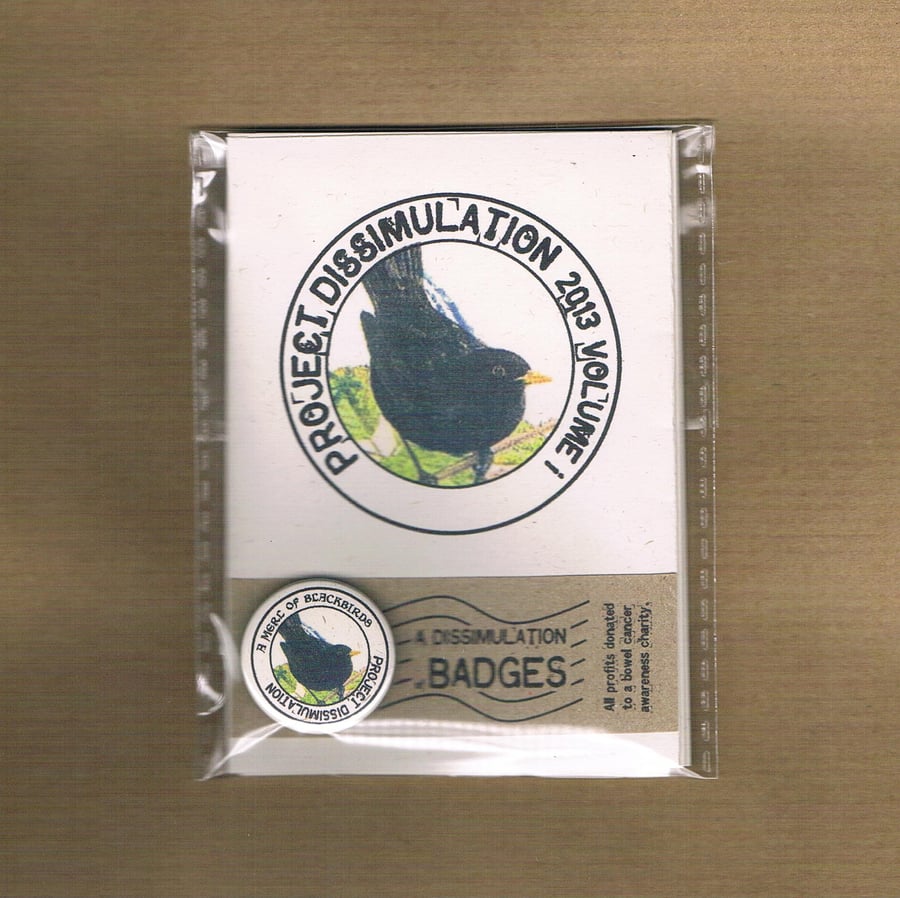 PROJECT DISSIMULATION 2013 VOLUME i
A MERL OF BLACKBIRDS
PROJECT DISSIMULATION
A DISSIMULATION
BADGES
All profits donated
to a bowel cancer
awareness charity.